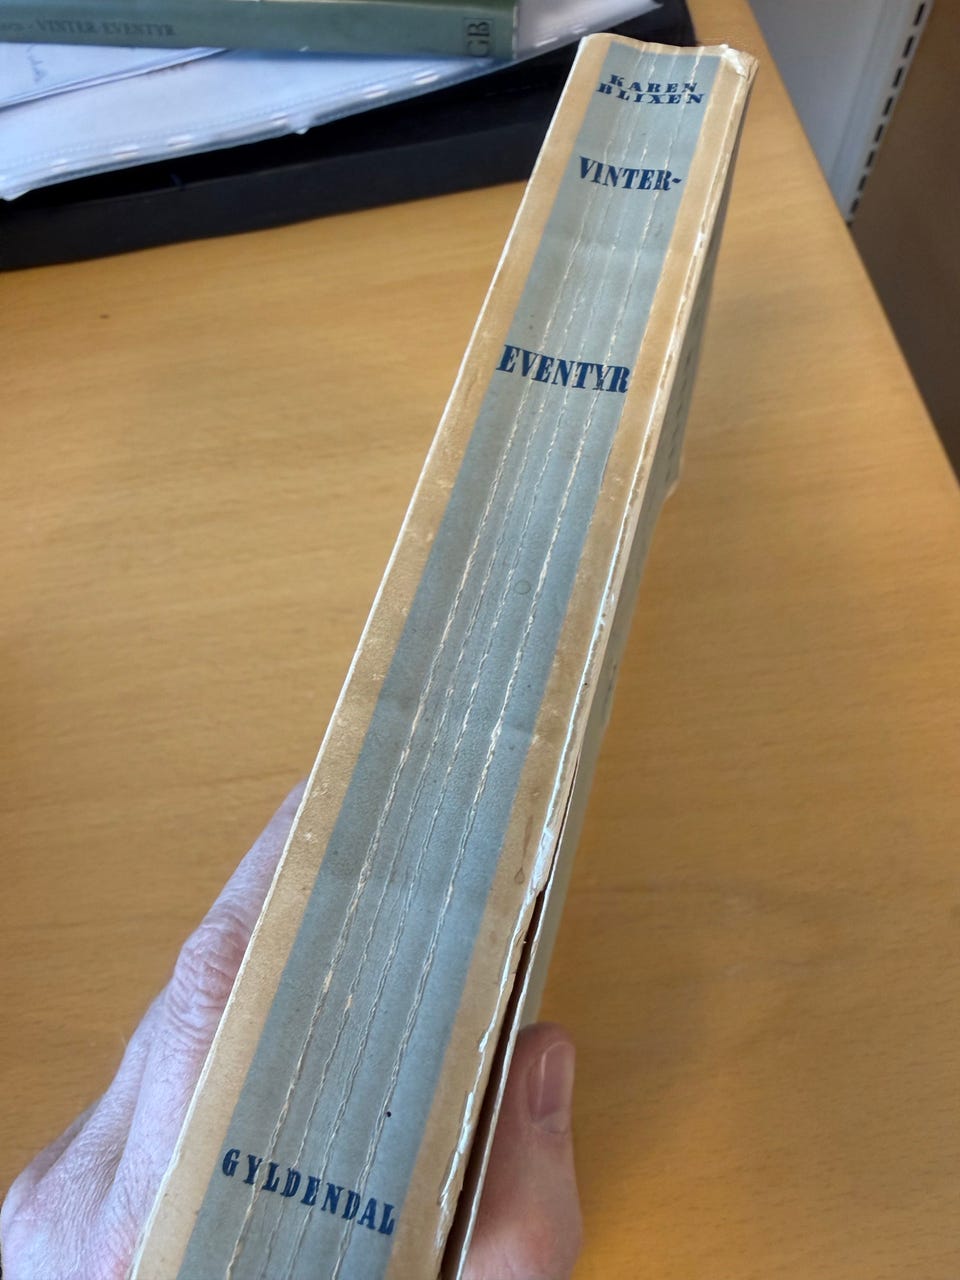 VINTER-EVENTYR
GB
KAREN
BLIXEN
VINTER-
EVENTYR
GYLDENDAL